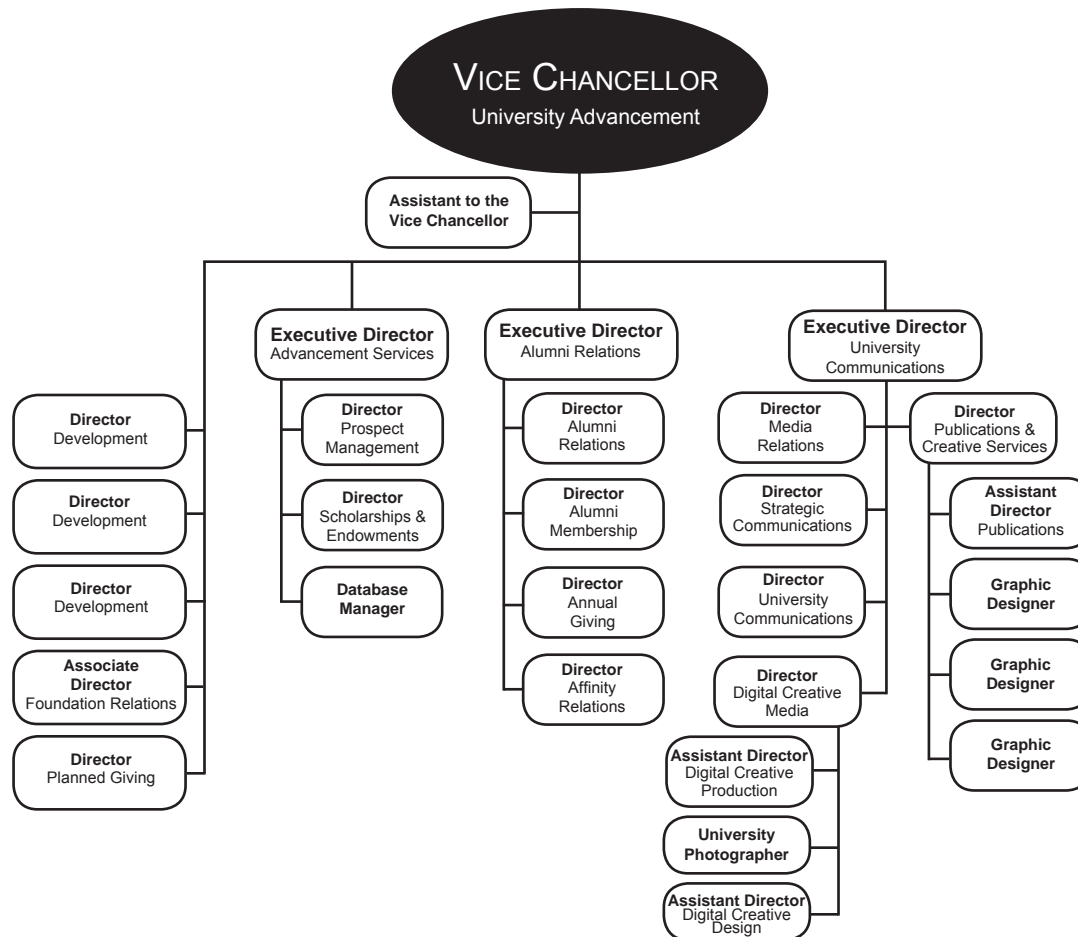 VICE CHANCELLOR
University Advancement
Assistant to the
Vice Chancellor
Executive Director
Advancement Services
Executive Director
Alumni Relations
Executive Director
University
Communications
Director
Development
Director
Development
Director
Development
Associate
Director
Foundation Relations
Director
Planned Giving
Director
Prospect
Management
Director
Scholarships &
Endowments
Database
Manager
Director
Alumni
Relations
Director
Alumni
Membership
Director
Annual
Giving
Director
Affinity
Relations
Director
Media
Relations
Director
Strategic
Communications
Director
University
Communications
Director
Digital Creative
Media
Assistant Director
Digital Creative
Production
University
Photographer
Assistant Director
Digital Creative
Design
Director
Publications &
Creative Services
Assistant
Director
Publications
Graphic
Designer
Graphic
Designer
Graphic
Designer